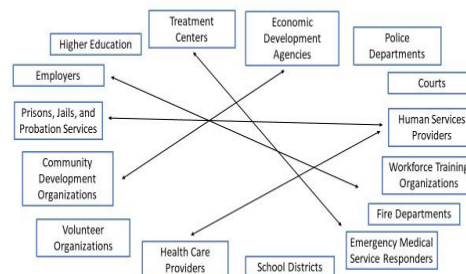 Treatment
Centers
Economic
Development
Agencies
Police
Departments
Higher Education
Employers
Courts
Prisons, Jails, and
Probation Services
Human Services
Providers
Community
Development
Organizations
Workforce Training
Organizations
Volunteer
Organizations
Fire Departments
Health Care
Providers
School Districts
Emergency Medical
Service Responders